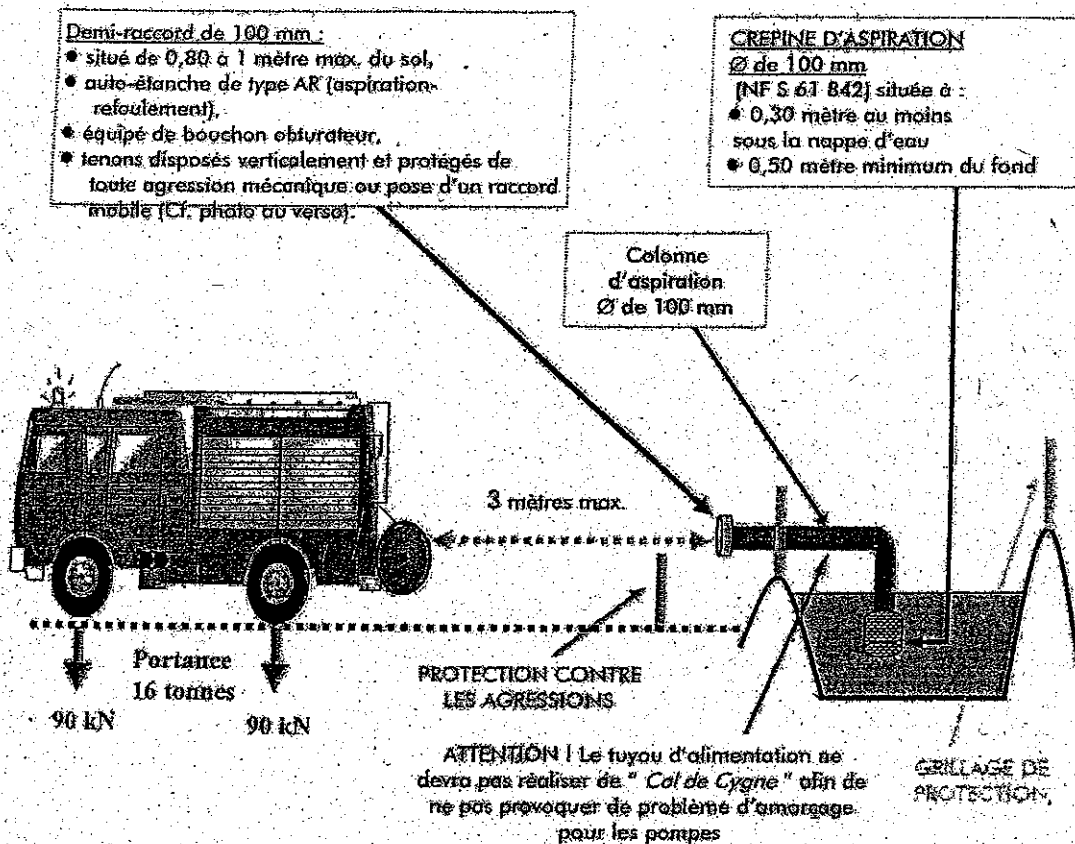 Demi-raccord de 100 mm :
● situé de 0,80 à 1 mètre max. du sol,
● auto-étanche de type AR (aspiration-
refoulement),
● équipé de bouchon obturateur,
● tenons disposés verticalement et protégés de
toute agression mécanique ou pose d'un raccord
mobile (Cf. photo au verso).
CREPINE D'ASPIRATION
Ø de 100 mm
(NF S 61 842) située à :
● 0,30 mètre au moins
sous la nappe d'eau
● 0,50 mètre minimum du fond
Colonne
d'aspiration
Ø de 100 mm
3 mètres max.
Portance
16 tonnes
90 kN
90 kN
PROTECTION CONTRE
LES AGRESSIONS
ATTENTION ! Le tuyau d'alimentation ne
devra pas réaliser de " Col de Cygne " afin de
ne pas provoquer de problème d'amorçage
pour les pompes
GRILLAGE DE
PROTECTION